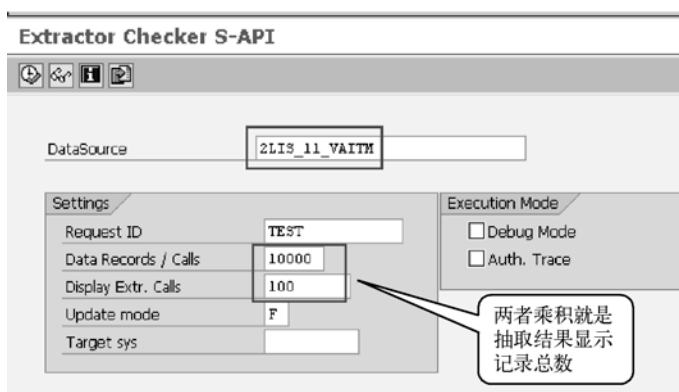 Extractor Checker S-API
DataSource 2LIS_11_VAITM
Settings
Request ID TEST
Data Records / Calls 10000
Display Extr. Calls 100
Update mode F
Target sys
Execution Mode
Debug Mode
Auth. Trace
两者乘积就是
抽取结果显示
记录总数